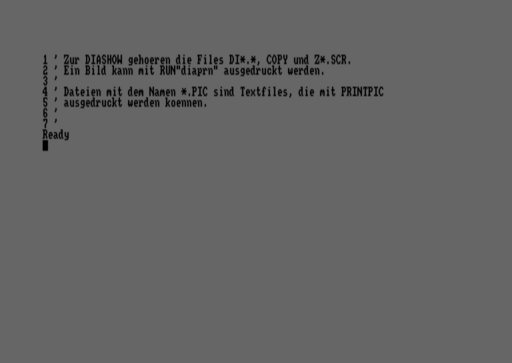 1 ' Zur DIASHOW gehoeren die Files DI*.*, COPY und Z*.SCR.
2 ' Ein Bild kann mit RUN"diaprn" ausgedruckt werden.
3 '
4 ' Dateien mit dem Namen *.PIC sind Textfiles, die mit PRINTPIC
5 ' ausgedruckt werden koennen.
6 '
7 '
Ready